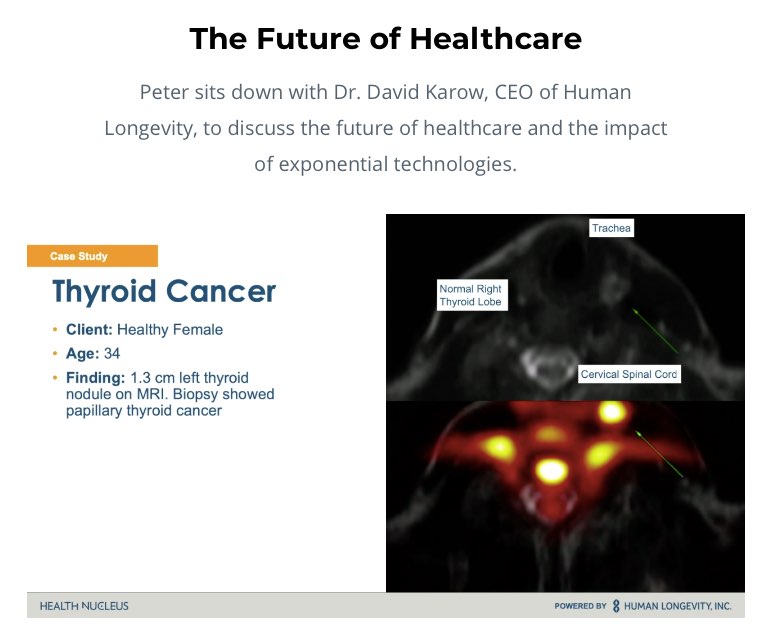 The Future of Healthcare
Peter sits down with Dr. David Karow, CEO of Human
Longevity, to discuss the future of healthcare and the impact
of exponential technologies.
Case Study
Thyroid Cancer
• Client: Healthy Female
• Age: 34
• Finding: 1.3 cm left thyroid
nodule on MRI. Biopsy showed
papillary thyroid cancer
Trachea
Normal Right
Thyroid Lobe
Cervical Spinal Cord
HEALTH NUCLEUS
POWERED BY HUMAN LONGEVITY, INC.